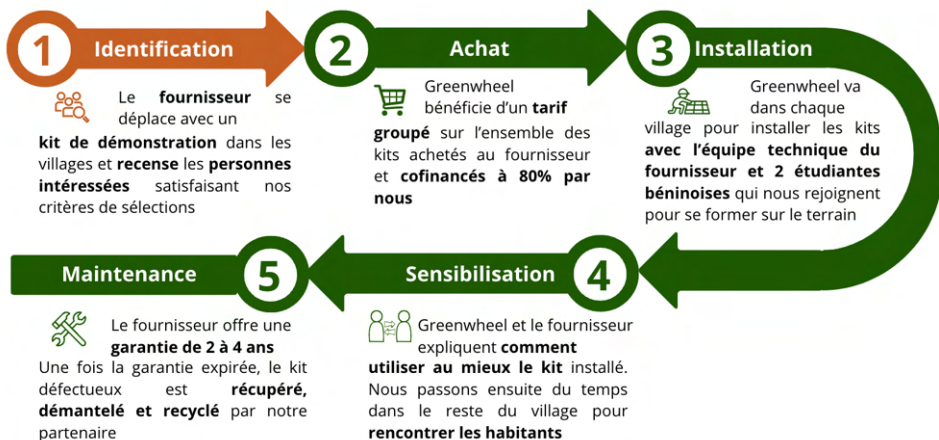 1 Identification
Le fournisseur se
déplace avec un
kit de démonstration dans les
villages et recense les personnes
intéressées satisfaisant nos
critères de sélections
2 Achat
Greenwheel
bénéficie d'un tarif
groupé sur l'ensemble des
kits achetés au fournisseur
et cofinancés à 80% par
nous
3 Installation
Greenwheel va
dans chaque
village pour installer les kits
avec l'équipe technique du
fournisseur et 2 étudiantes
béninoises qui nous rejoignent
pour se former sur le terrain
Sensibilisation 4
Greenwheel et le fournisseur
expliquent comment
utiliser au mieux le kit installé.
Nous passons ensuite du temps
dans le reste du village pour
rencontrer les habitants
Maintenance 5
Le fournisseur offre une
garantie de 2 à 4 ans
Une fois la garantie expirée, le kit
défectueux est récupéré,
démantelé et recyclé par notre
partenaire